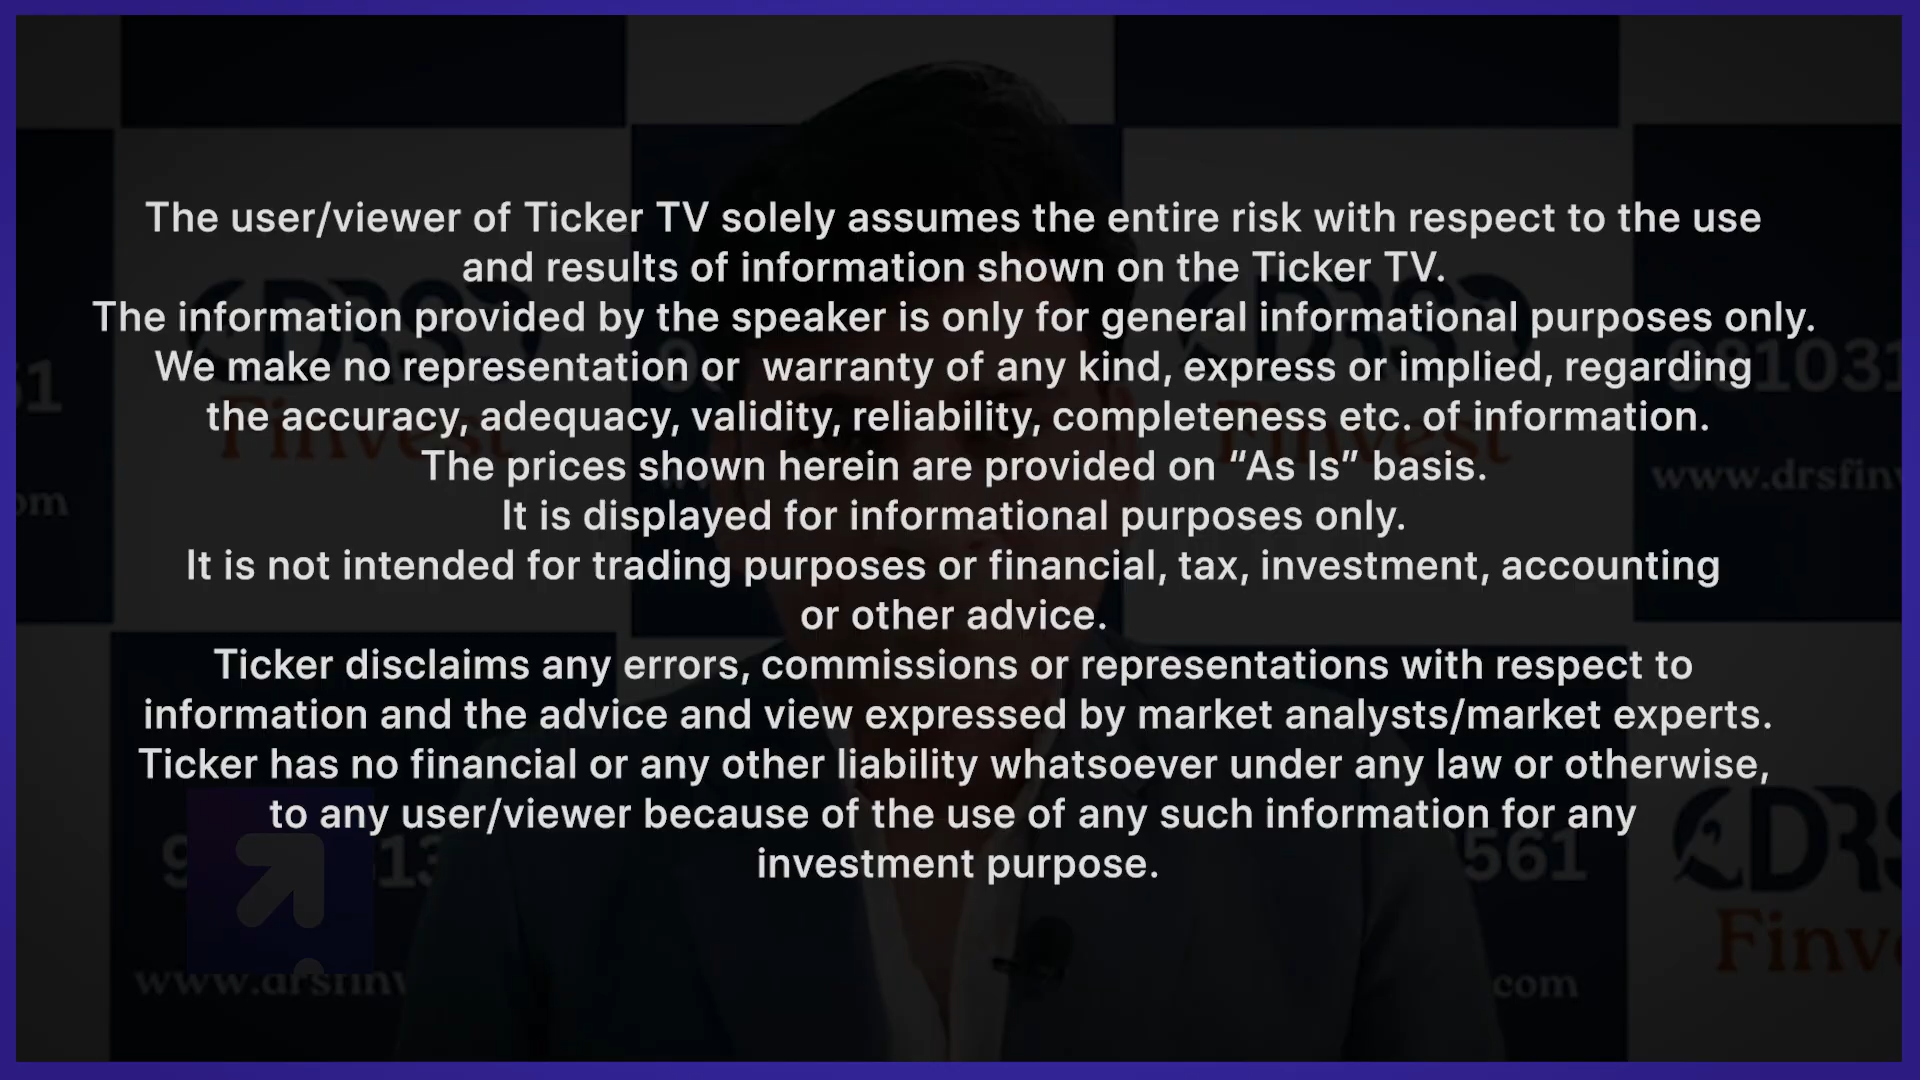 The user/viewer of Ticker TV solely assumes the entire risk with respect to the use
and results of information shown on the Ticker TV.
The information provided by the speaker is only for general informational purposes only.
We make no representation or  warranty of any kind, express or implied, regarding
the accuracy, adequacy, validity, reliability, completeness etc. of information.
The prices shown herein are provided on “As Is” basis.
It is displayed for informational purposes only.
It is not intended for trading purposes or financial, tax, investment, accounting
or other advice.
Ticker disclaims any errors, commissions or representations with respect to
information and the advice and view expressed by market analysts/market experts.
Ticker has no financial or any other liability whatsoever under any law or otherwise,
to any user/viewer because of the use of any such information for any
investment purpose.
DRS
Finvest
DRS
Finvest
561
com
DRS